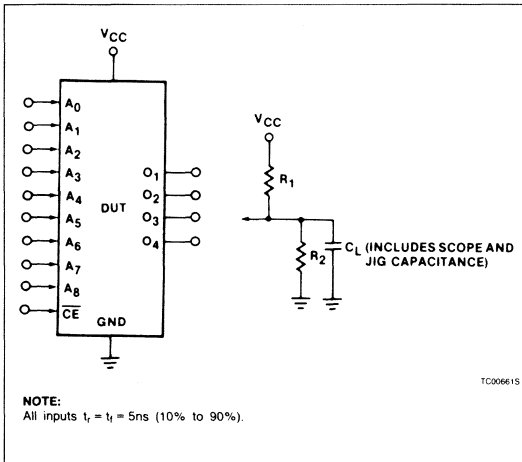 VCC
A0
A1
A2
A3
A4
A5
A6
A7
A8
CE
DUT
O1
O2
O3
O4
GND
VCC
R1
R2
CL (INCLUDES SCOPE AND
JIG CAPACITANCE)
TC00661S
NOTE:
All inputs tr = tf = 5ns (10% to 90%).